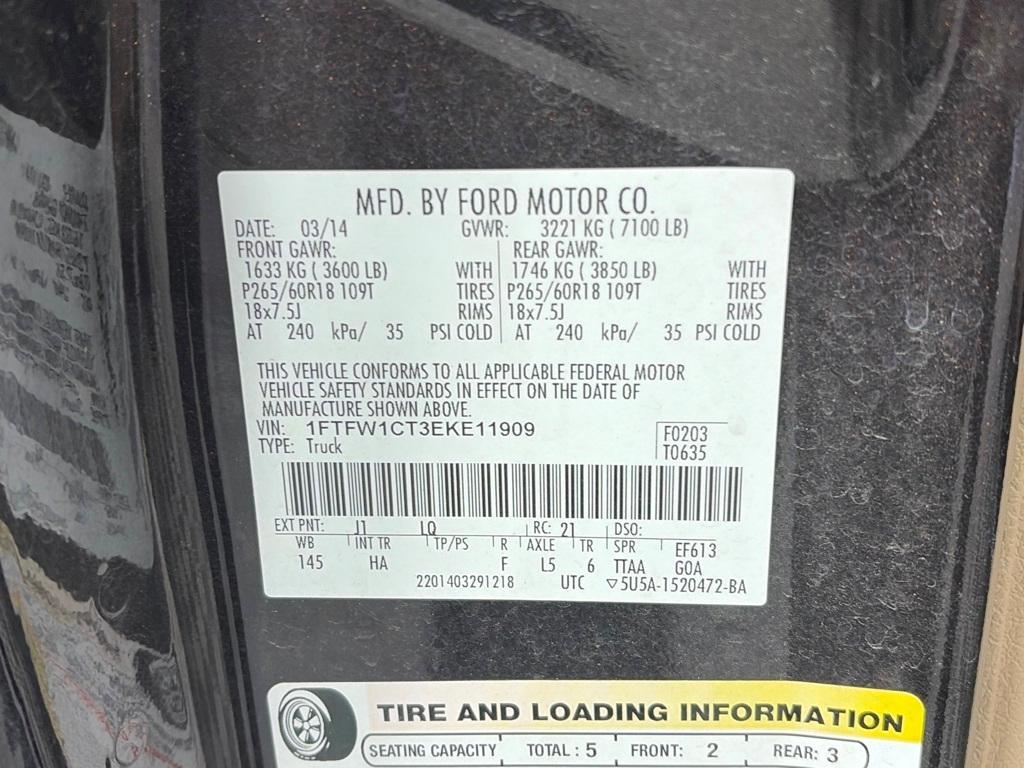 MFD. BY FORD MOTOR CO.
DATE: 03/14 GVWR: 3221 KG ( 7100 LB)
FRONT GAWR: REAR GAWR:
1633 KG ( 3600 LB) WITH 1746 KG ( 3850 LB) WITH
P265/60R18 109T TIRES P265/60R18 109T TIRES
18x7.5J RIMS 18x7.5J RIMS
AT 240 kPa/ 35 PSI COLD AT 240 kPa/ 35 PSI COLD
THIS VEHICLE CONFORMS TO ALL APPLICABLE FEDERAL MOTOR
VEHICLE SAFETY STANDARDS IN EFFECT ON THE DATE OF
MANUFACTURE SHOWN ABOVE.
VIN: 1FTFW1CT3EKE11909 F0203
TYPE: Truck T0635
EXT PNT: J1 LQ RC: 21 DSO:
WB INT TR TP/PS R AXLE TR SPR EF613
145 HA F L5 6 TTAA GOA
2201403291218 UTC ▽5U5A-1520472-BA
TIRE AND LOADING INFORMATION
SEATING CAPACITY TOTAL : 5 FRONT: 2 REAR: 3